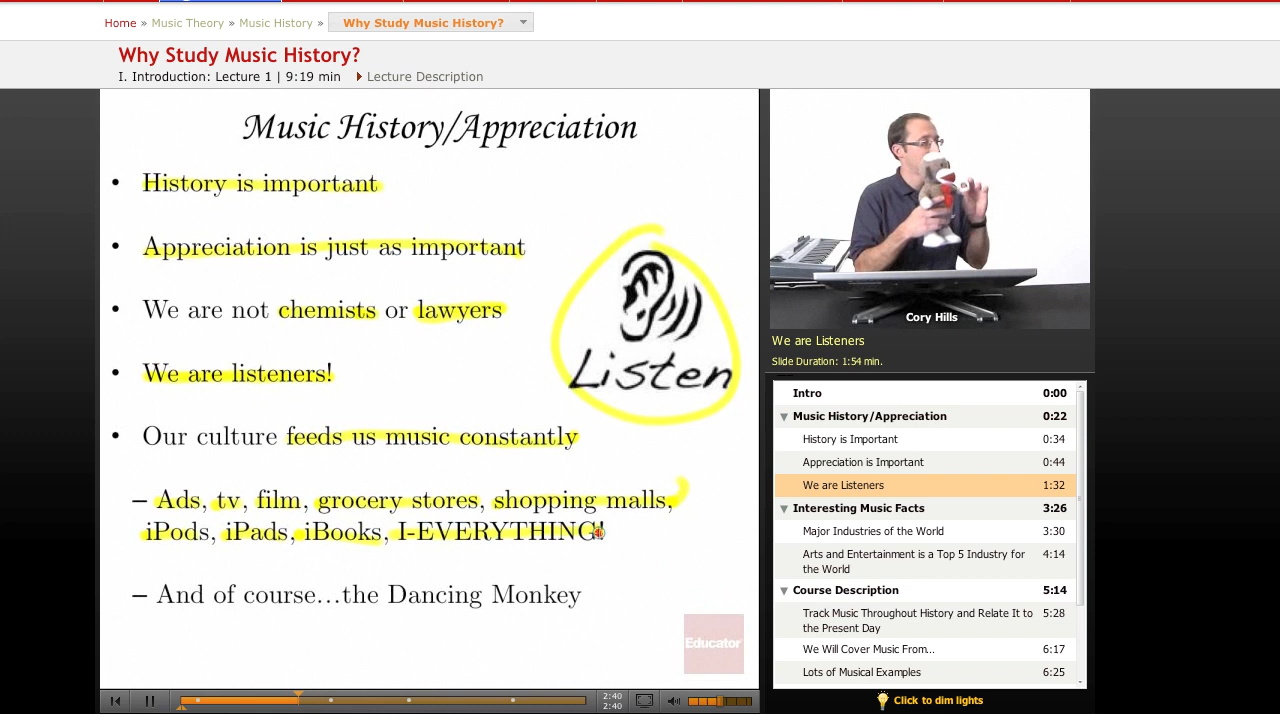 Home » Music Theory » Music History » Why Study Music History?
Why Study Music History?
I. Introduction: Lecture 1 | 9:19 min Lecture Description
Music History/Appreciation
• History is important
• Appreciation is just as important
• We are not chemists or lawyers
• We are listeners!
Listen
• Our culture feeds us music constantly
– Ads, tv, film, grocery stores, shopping malls,
iPods, iPads, iBooks, I-EVERYTHING!
– And of course...the Dancing Monkey
Educator
2:40
2:40
Cory Hills
We are Listeners
Slide Duration: 1:54 min.
Intro 0:00
Music History/Appreciation 0:22
History is Important 0:34
Appreciation is Important 0:44
We are Listeners 1:32
Interesting Music Facts 3:26
Major Industries of the World 3:30
Arts and Entertainment is a Top 5 Industry for 4:14
the World
Course Description 5:14
Track Music Throughout History and Relate It to 5:28
the Present Day
We Will Cover Music From... 6:17
Lots of Musical Examples 6:25
Click to dim lights